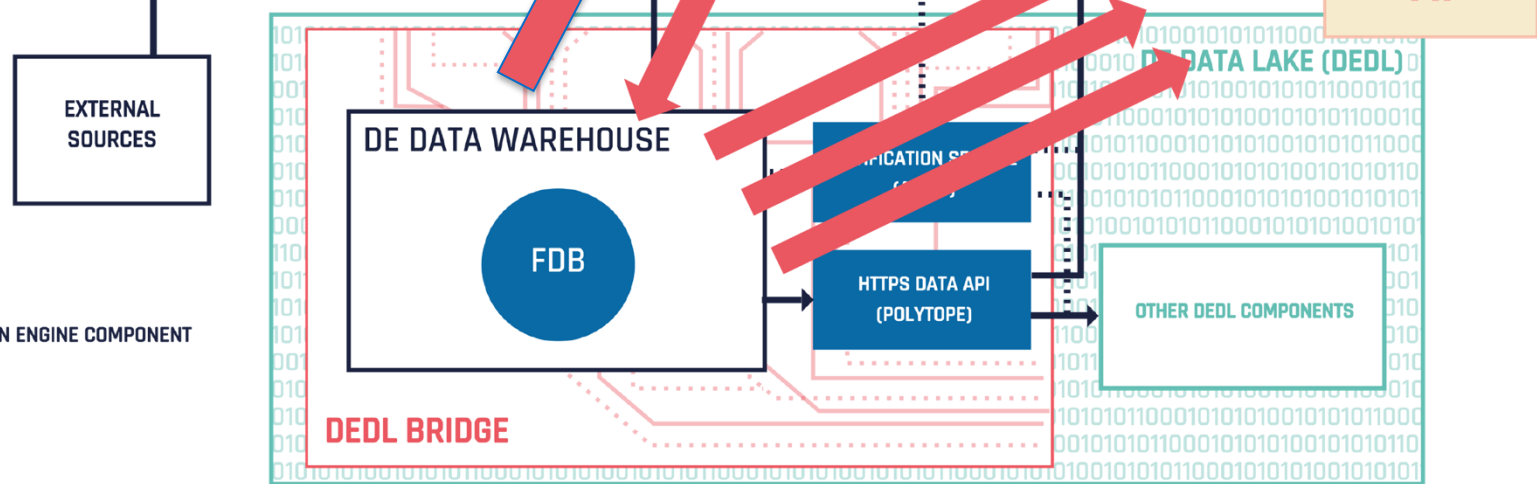 EXTERNAL
SOURCES
DATA LAKE (DEDL)
DE DATA WAREHOUSE
FDB
HTTPS DATA API
(POLYTOPE)
OTHER DEDL COMPONENTS
ENGINE COMPONENT
DEDL BRIDGE